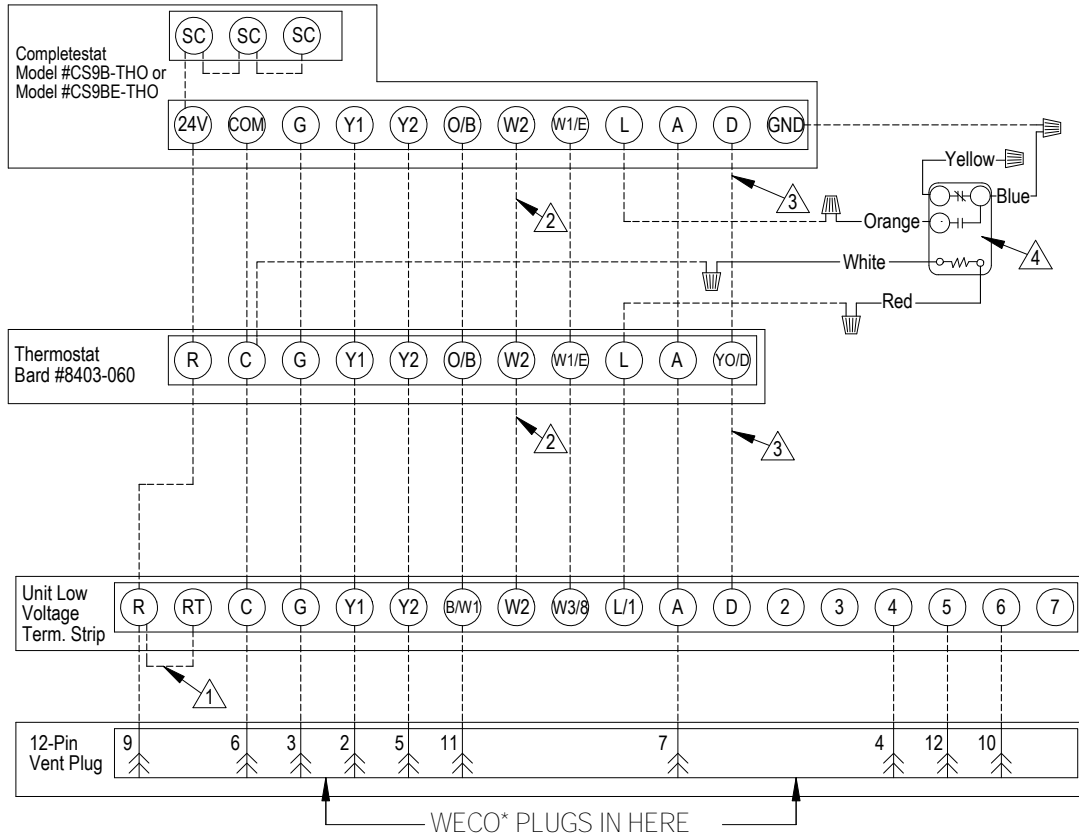 SC SC SC
Completestat
Model #CS9B-THO or
Model #CS9BE-THO
24V COM G Y1 Y2 O/B W2 W1/E L A D GND
Yellow
3
2
Blue
Orange
4
White
Red
Thermostat
Bard #8403-060
R C G Y1 Y2 O/B W2 W1/E L A YO/D
2
3
Unit Low
Voltage
Term. Strip
R RT C G Y1 Y2 B/W1 W2 W3/8 L/1 A D 2 3 4 5 6 7
1
12-Pin
Vent Plug
9 6 3 2 5 11 7 4 12 10
WECO* PLUGS IN HERE